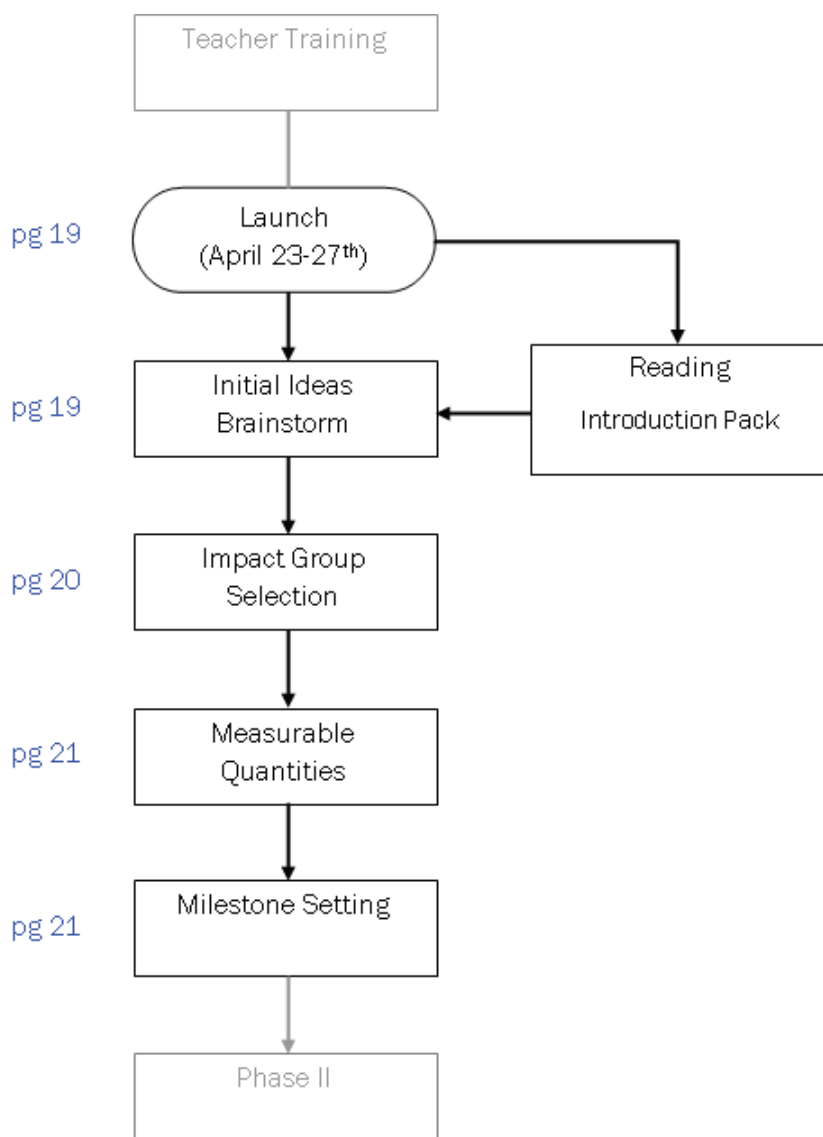 Teacher Training
pg 19
Launch
(April 23-27th)
pg 19
Initial Ideas
Brainstorm
Reading
Introduction Pack
pg 20
Impact Group
Selection
pg 21
Measurable
Quantities
pg 21
Milestone Setting
Phase II